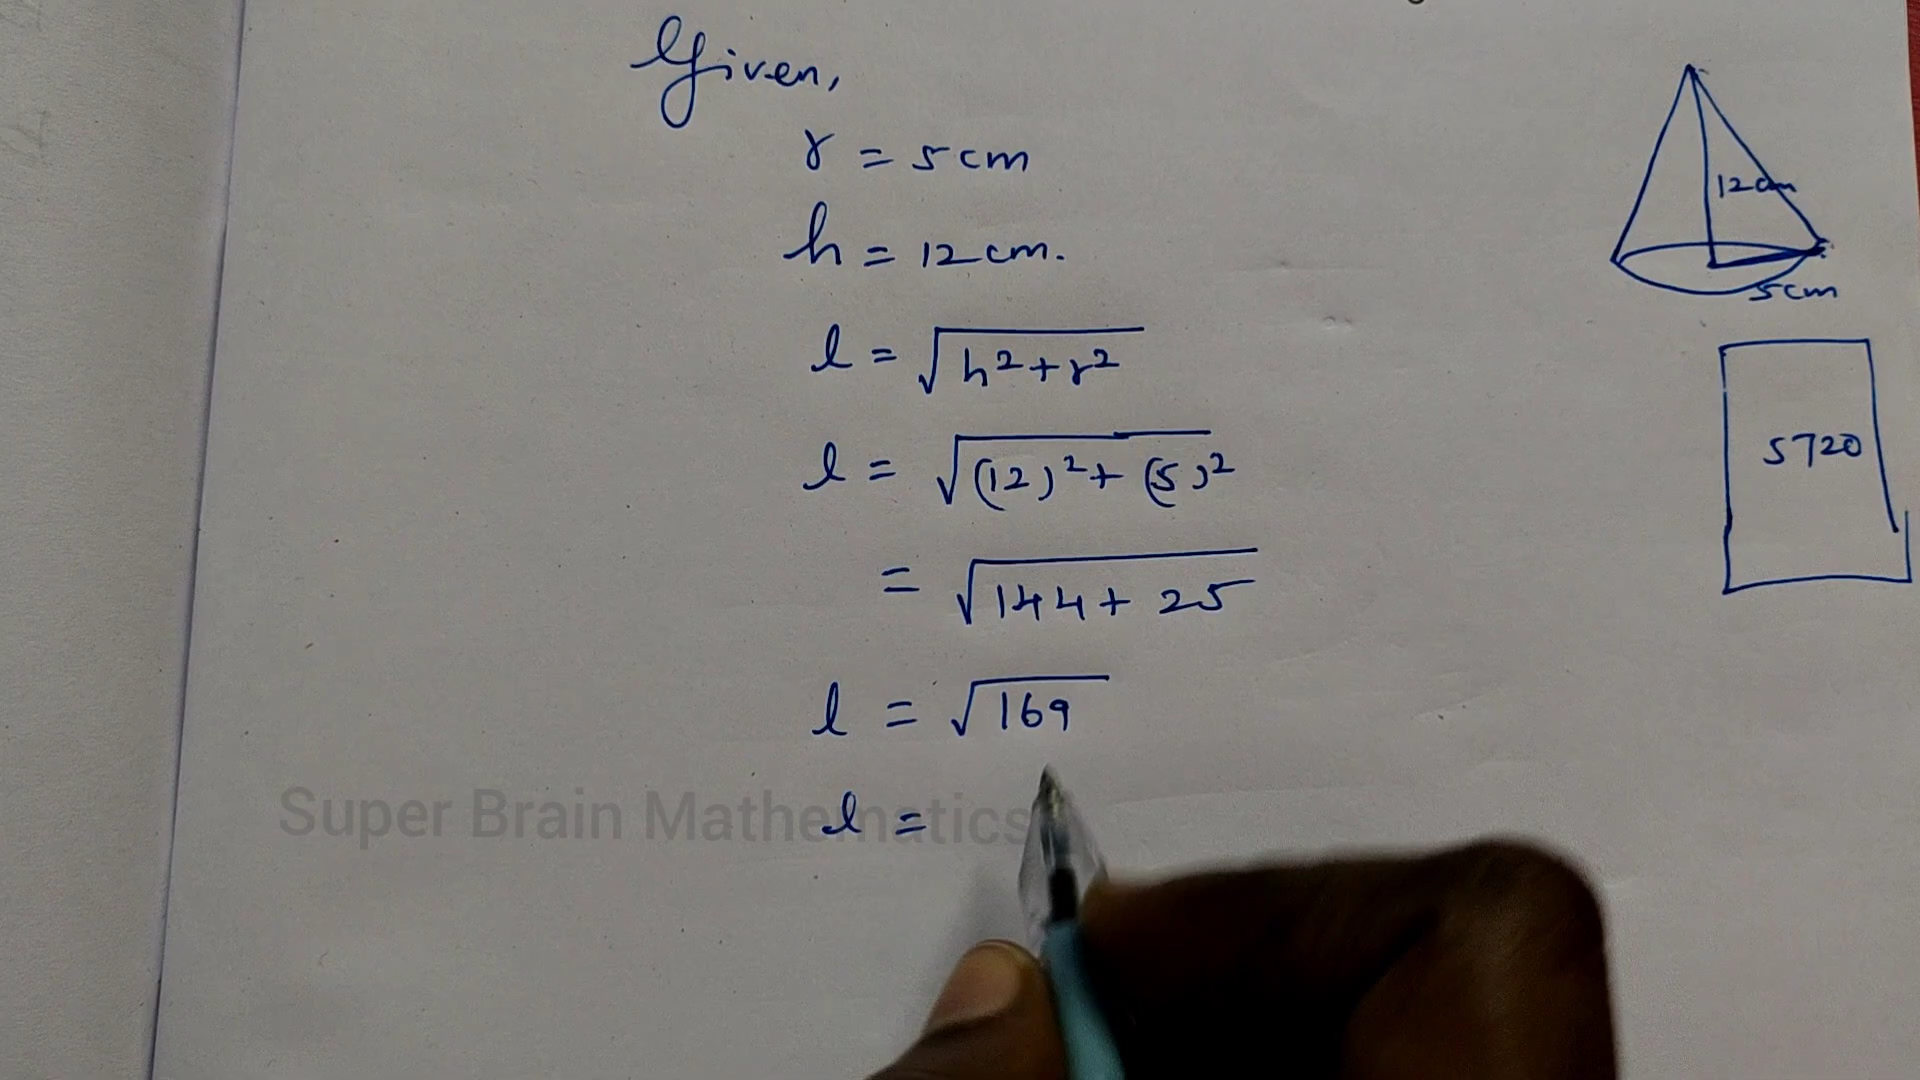 Given,
r = 5cm
h = 12cm.
l = √h²+r²
l = √(12)²+(5)²
= √144+25
l = √169
l =
12cm
5cm
5720
Super Brain Mathematics